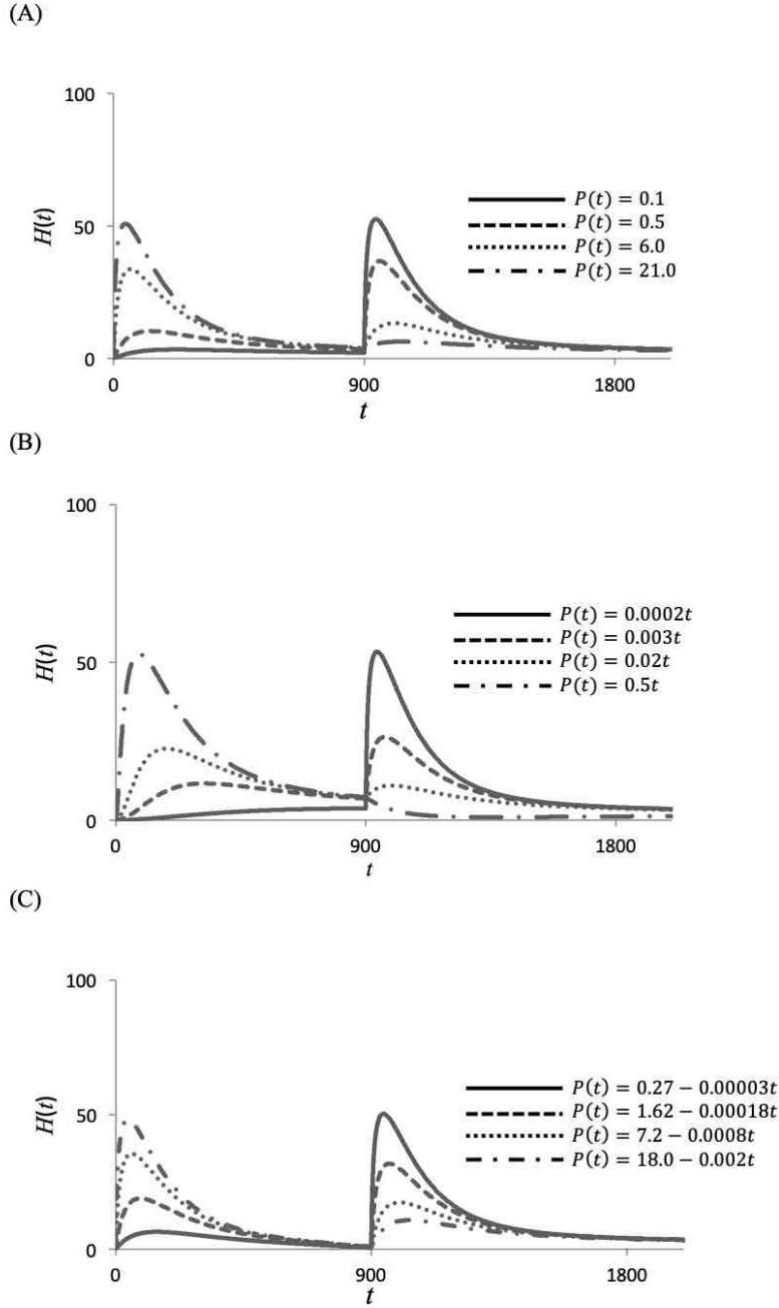 (A)
100
50
0
H(t)
P(t) = 0.1
P(t) = 0.5
P(t) = 6.0
P(t) = 21.0
0 900 1800
t
(B)
100
50
0
H(t)
P(t) = 0.0002t
P(t) = 0.003t
P(t) = 0.02t
P(t) = 0.5t
0 900 1800
t
(C)
100
50
0
H(t)
P(t) = 0.27 − 0.00003t
P(t) = 1.62 − 0.00018t
P(t) = 7.2 − 0.0008t
P(t) = 18.0 − 0.002t
0 900 1800
t